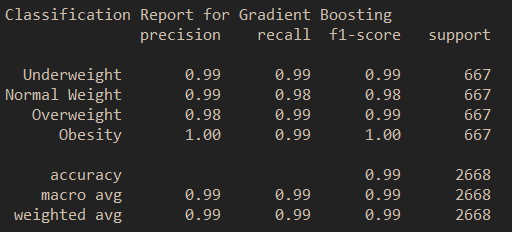 Classification Report for Gradient Boosting
precision recall f1-score support
Underweight 0.99 0.99 0.99 667
Normal Weight 0.99 0.98 0.98 667
Overweight 0.98 0.99 0.99 667
Obesity 1.00 0.99 1.00 667
accuracy 0.99 2668
macro avg 0.99 0.99 0.99 2668
weighted avg 0.99 0.99 0.99 2668